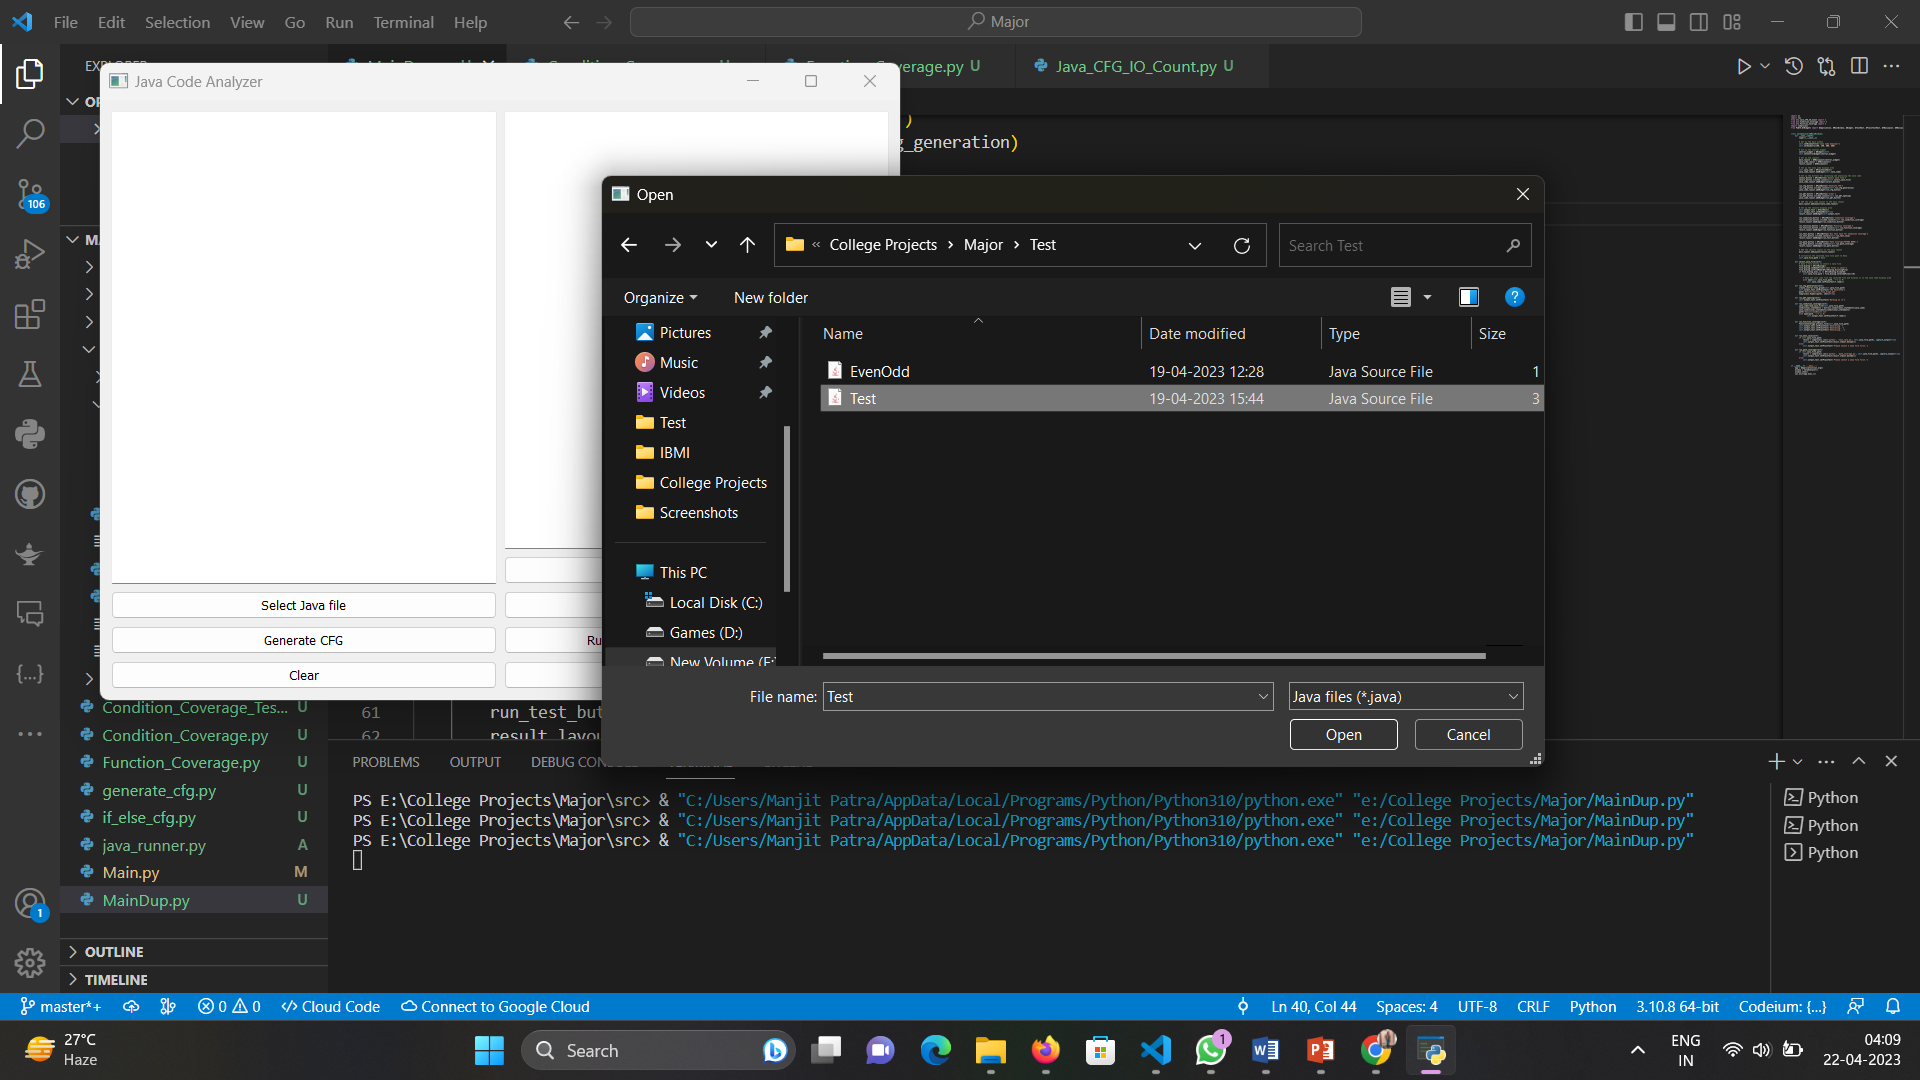 File Edit Selection View Go Run Terminal Help
Major
Java Code Analyzer
verage.py U
Java_CFG_IO_Count.py U
)
g_generation)
106
Open
College Projects > Major > Test
Search Test
Organize
New folder
Name
Date modified
Type
Size
EvenOdd 19-04-2023 12:28 Java Source File 1
Test 19-04-2023 15:44 Java Source File 3
Pictures
Music
Videos
Test
IBMI
College Projects
Screenshots
This PC
Local Disk (C:)
Games (D:)
New Volume (E:)
File name: Test
Java files (*.java)
Open
Cancel
Select Java file
Generate CFG
Clear
Ru
61 run_test_but
62 result_layou
Condition_Coverage_Tes... U
Condition_Coverage.py U
Function_Coverage.py U
generate_cfg.py U
if_else_cfg.py U
java_runner.py A
Main.py M
MainDup.py U
OUTLINE
TIMELINE
PROBLEMS OUTPUT DEBUG CON
PS E:\College Projects\Major\src> & "C:/Users/Manjit Patra/AppData/Local/Programs/Python/Python310/python.exe" "e:/College Projects/Major/MainDup.py"
PS E:\College Projects\Major\src> & "C:/Users/Manjit Patra/AppData/Local/Programs/Python/Python310/python.exe" "e:/College Projects/Major/MainDup.py"
PS E:\College Projects\Major\src> & "C:/Users/Manjit Patra/AppData/Local/Programs/Python/Python310/python.exe" "e:/College Projects/Major/MainDup.py"
Python
Python
Python
1
master*+ 0 0 Cloud Code Connect to Google Cloud
Ln 40, Col 44 Spaces: 4 UTF-8 CRLF Python 3.10.8 64-bit Codeium: {...}
27°C
Haze
Search
1
ENG
IN
04:09
22-04-2023